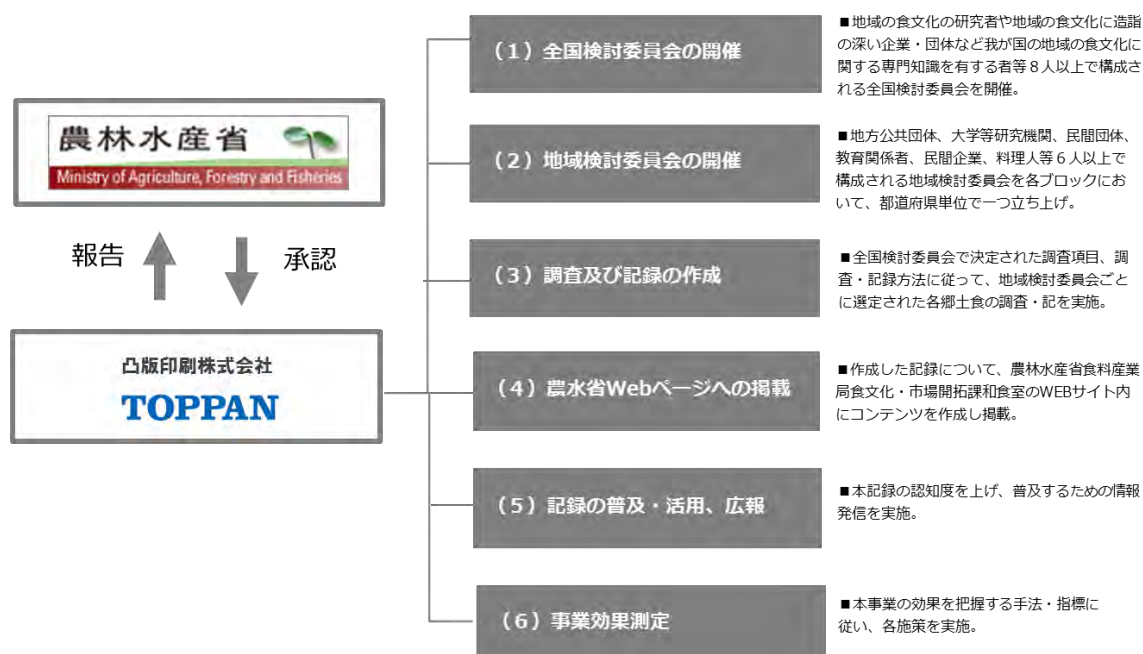 農林水産省
Ministry of Agriculture, Forestry and Fisheries
報告
承認
凸版印刷株式会社
TOPPAN
(1)全国検討委員会の開催
■地域の食文化の研究者や地域の食文化に造詣
の深い企業・団体など我が国の地域の食文化に
関する専門知識を有する者等8人以上で構成さ
れる全国検討委員会を開催。
(2)地域検討委員会の開催
■地方公共団体、大学等研究機関、民間団体、
教育関係者、民間企業、料理人等6人以上で
構成される地域検討委員会を各ブロックにお
いて、都道府県単位で一つ立ち上げ。
(3)調査及び記録の作成
■全国検討委員会で決定された調査項目、調
査・記録方法に従って、地域検討委員会ごと
に選定された各郷土食の調査・記を実施。
(4)農水省Webページへの掲載
■作成した記録について、農林水産省食料産業
局食文化・市場開拓課和食室のWEBサイト内
にコンテンツを作成し掲載。
(5)記録の普及・活用、広報
■本記録の認知度を上げ、普及するための情報
発信を実施。
(6)事業効果測定
■本事業の効果を把握する手法・指標に
従い、各施策を実施。